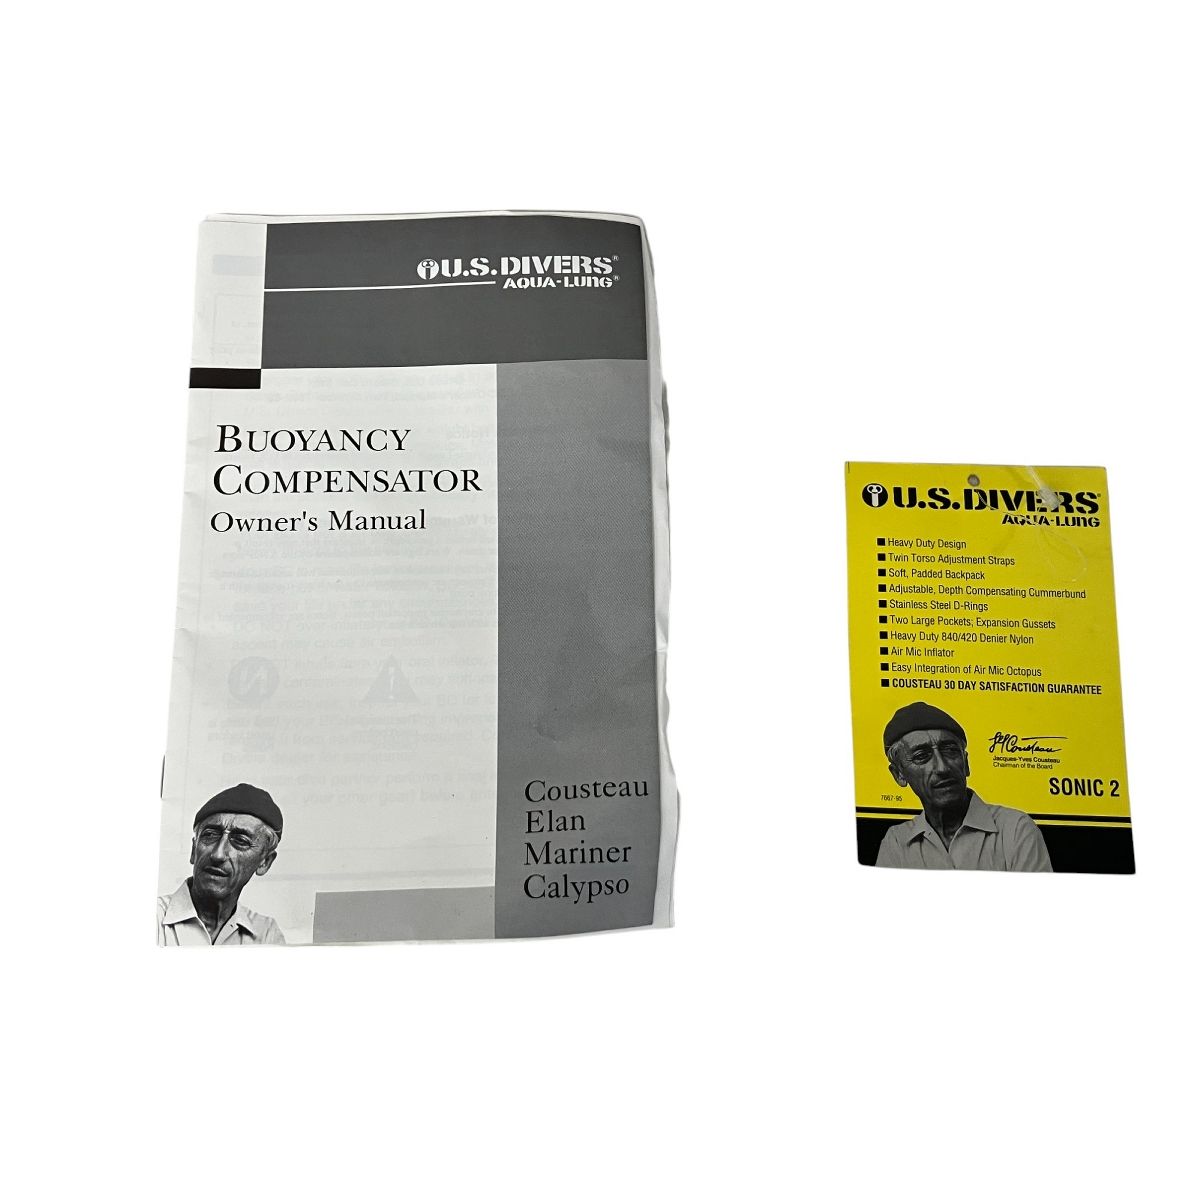 U.S. DIVERS®
AQUA-LUNG®
BUOYANCY
COMPENSATOR
Owner's Manual
Cousteau
Elan
Mariner
Calypso
U.S. DIVERS®
AQUA-LUNG
■ Heavy Duty Design
■ Twin Torso Adjustment Straps
■ Soft, Padded Backpack
■ Adjustable, Depth Compensating Cummerbund
■ Stainless Steel D-Rings
■ Two Large Pockets; Expansion Gussets
■ Heavy Duty 840/420 Denier Nylon
■ Air Mic Inflator
■ Easy Integration of Air Mic Octopus
■ COUSTEAU 30 DAY SATISFACTION GUARANTEE
JYCousteau
Jacques-Yves Cousteau
Chairman of the Board
SONIC 2
7667-95